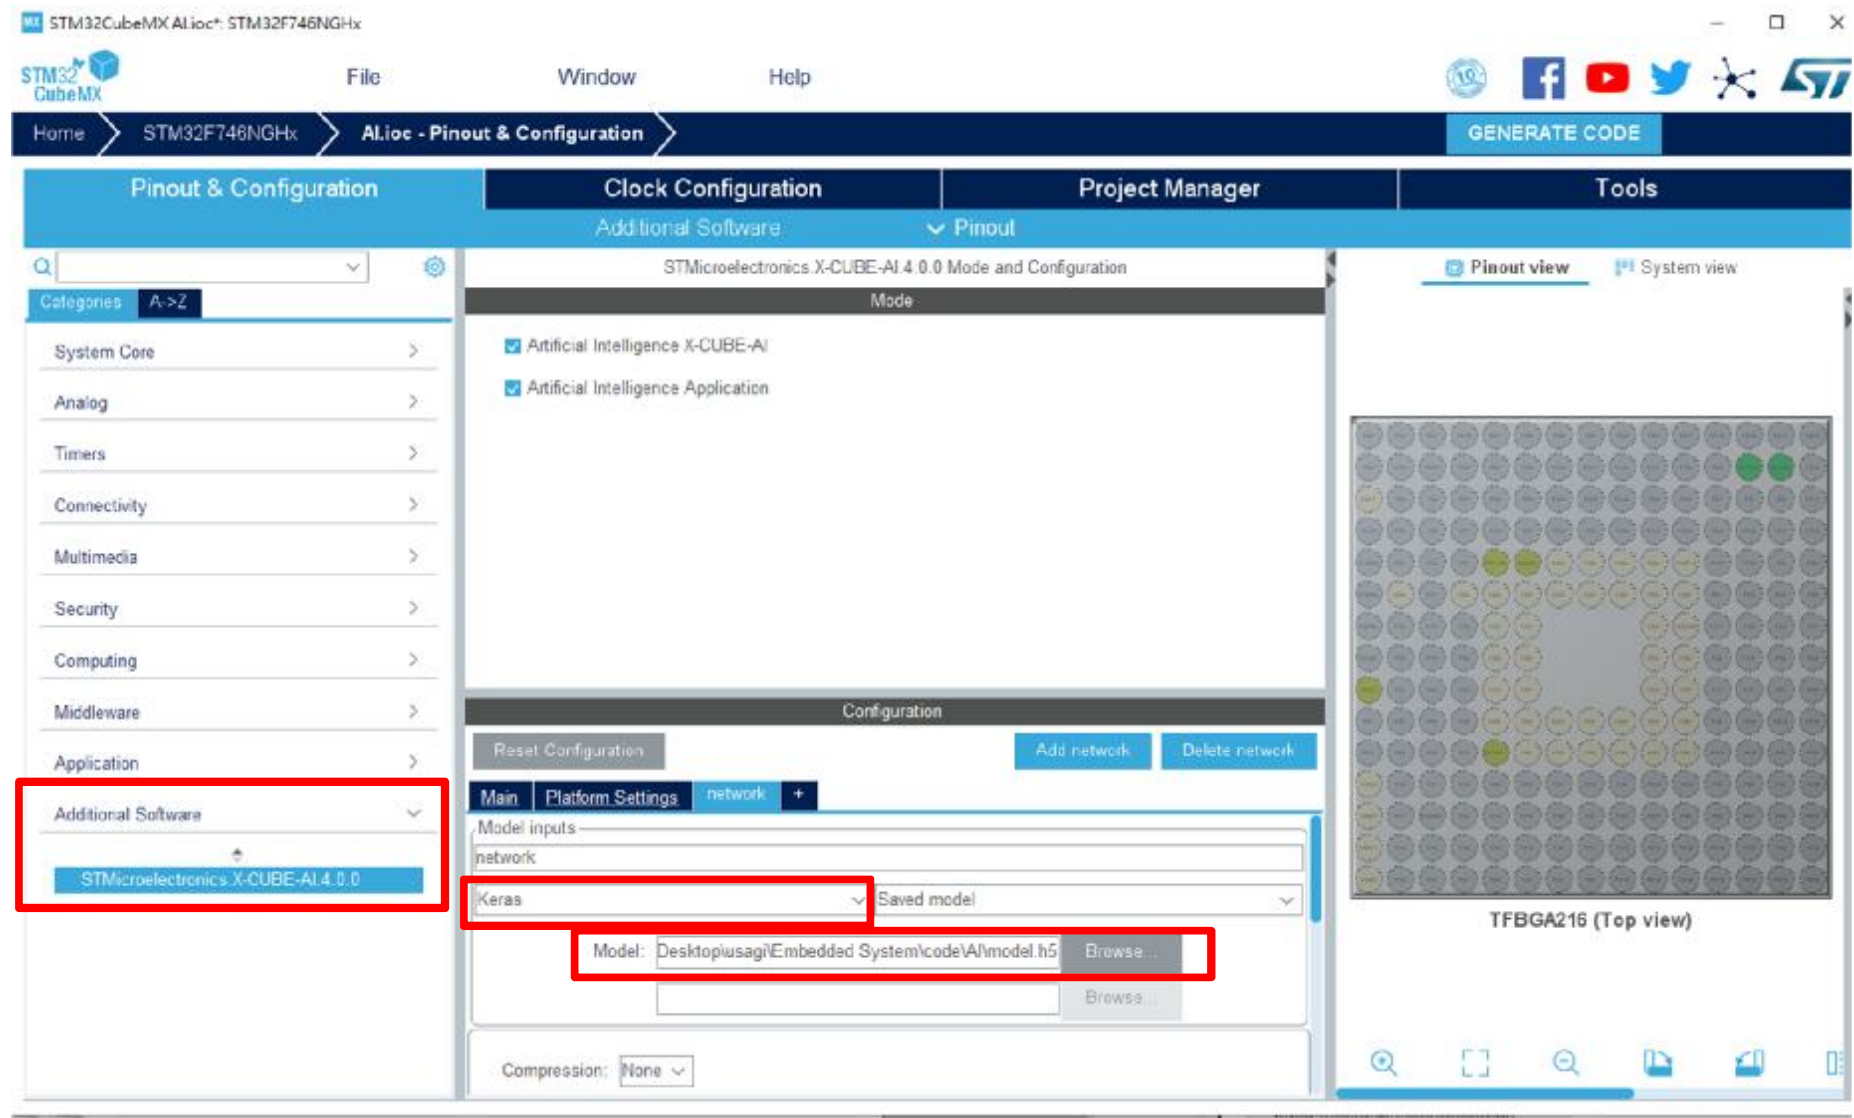 STM32CubeMX AI.ioc*: STM32F746NGHx
STM32
CubeMX
File
Window
Help
Home
STM32F746NGHx
AI.ioc - Pinout & Configuration
GENERATE CODE
Pinout & Configuration
Clock Configuration
Project Manager
Tools
Additional Software
Pinout
STMicroelectronics.X-CUBE-AI.4.0.0 Mode and Configuration
Categories
A->Z
Mode
System Core
Analog
Timers
Connectivity
Multimedia
Security
Computing
Middleware
Application
Additional Software
STMicroelectronics.X-CUBE-AI.4.0.0
Artificial Intelligence X-CUBE-AI
Artificial Intelligence Application
Configuration
Reset Configuration
Add network
Delete network
Main
Platform Settings
network
+
Model inputs
network
Keras
Saved model
Model:
Desktop\usagi\Embedded System\code\AI\model.h5
Browse...
Browse...
Compression:
None
Pinout view
System view
TFBGA216 (Top view)